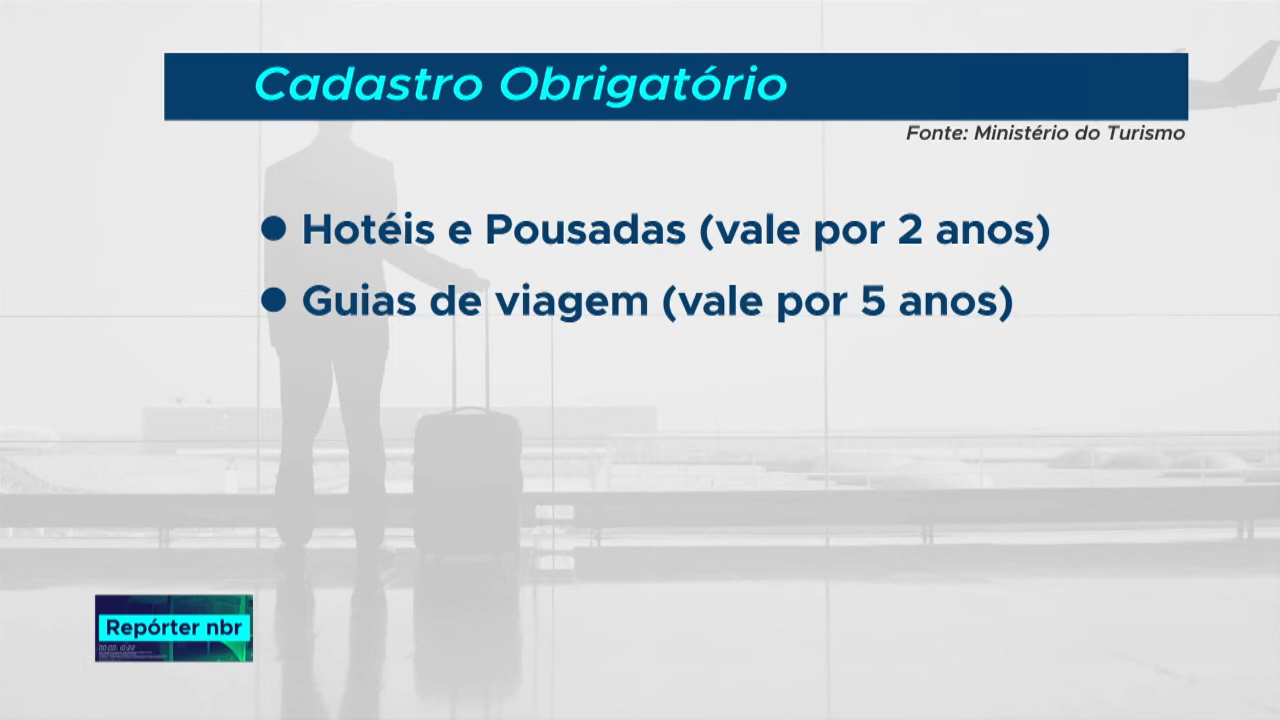 Cadastro Obrigatório
Fonte: Ministério do Turismo
● Hotéis e Pousadas (vale por 2 anos)
● Guias de viagem (vale por 5 anos)
Repórter nbr